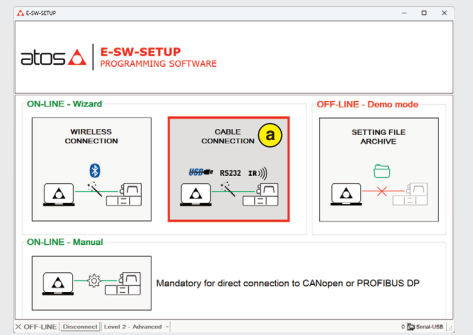 E-SW-SETUP
atos
E-SW-SETUP
PROGRAMMING SOFTWARE
ON-LINE - Wizard
OFF-LINE - Demo mode
WIRELESS
CONNECTION
CABLE
CONNECTION
a
USB RS232 IR
SETTING FILE
ARCHIVE
ON-LINE - Manual
Mandatory for direct connection to CANopen or PROFIBUS DP
OFF-LINE Disconnect Level 2 - Advanced 0 Serial-USB